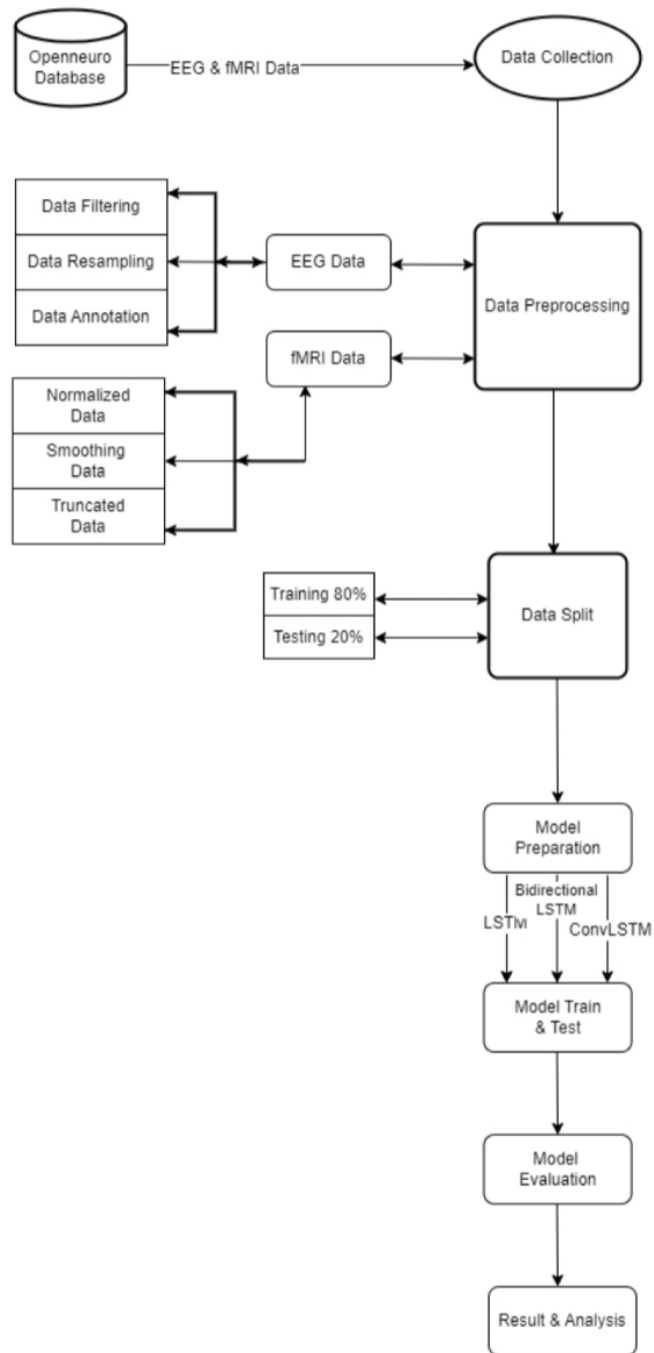 Openneuro
Database
EEG & fMRI Data
Data Collection
Data Filtering
Data Resampling
Data Annotation
EEG Data
Data Preprocessing
fMRI Data
Normalized
Data
Smoothing
Data
Truncated
Data
Training 80%
Testing 20%
Data Split
Model
Preparation
LSTM
Bidirectional
LSTM
ConvLSTM
Model Train
& Test
Model
Evaluation
Result & Analysis